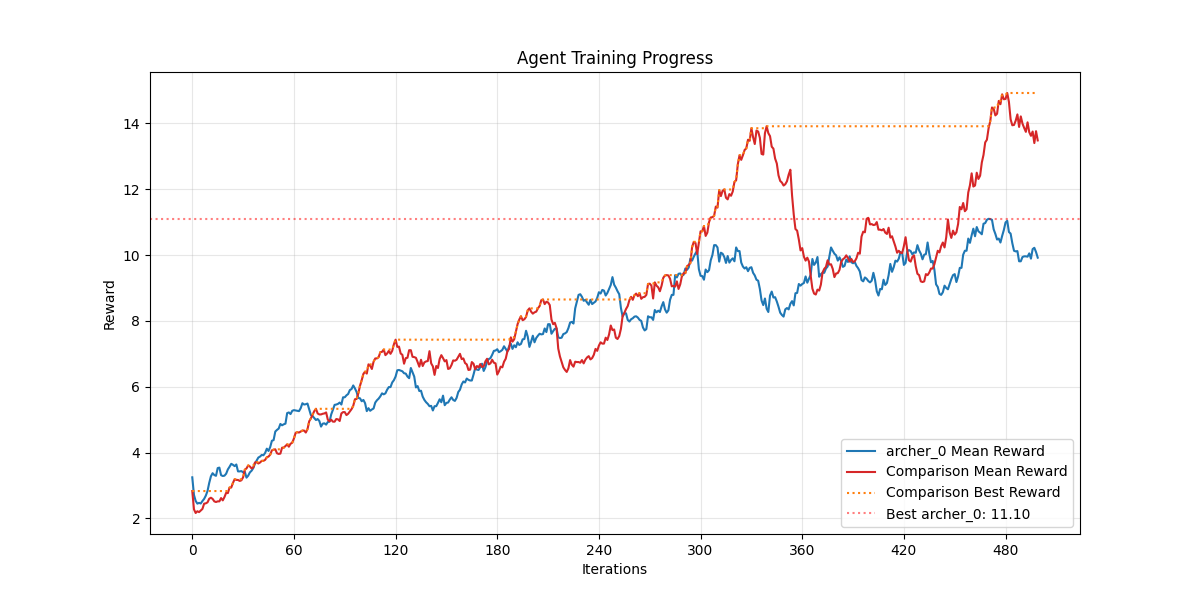 Agent Training Progress
Reward
14
12
10
8
6
4
2
0 60 120 180 240 300 360 420 480
Iterations
archer_0 Mean Reward
Comparison Mean Reward
Comparison Best Reward
Best archer_0: 11.10